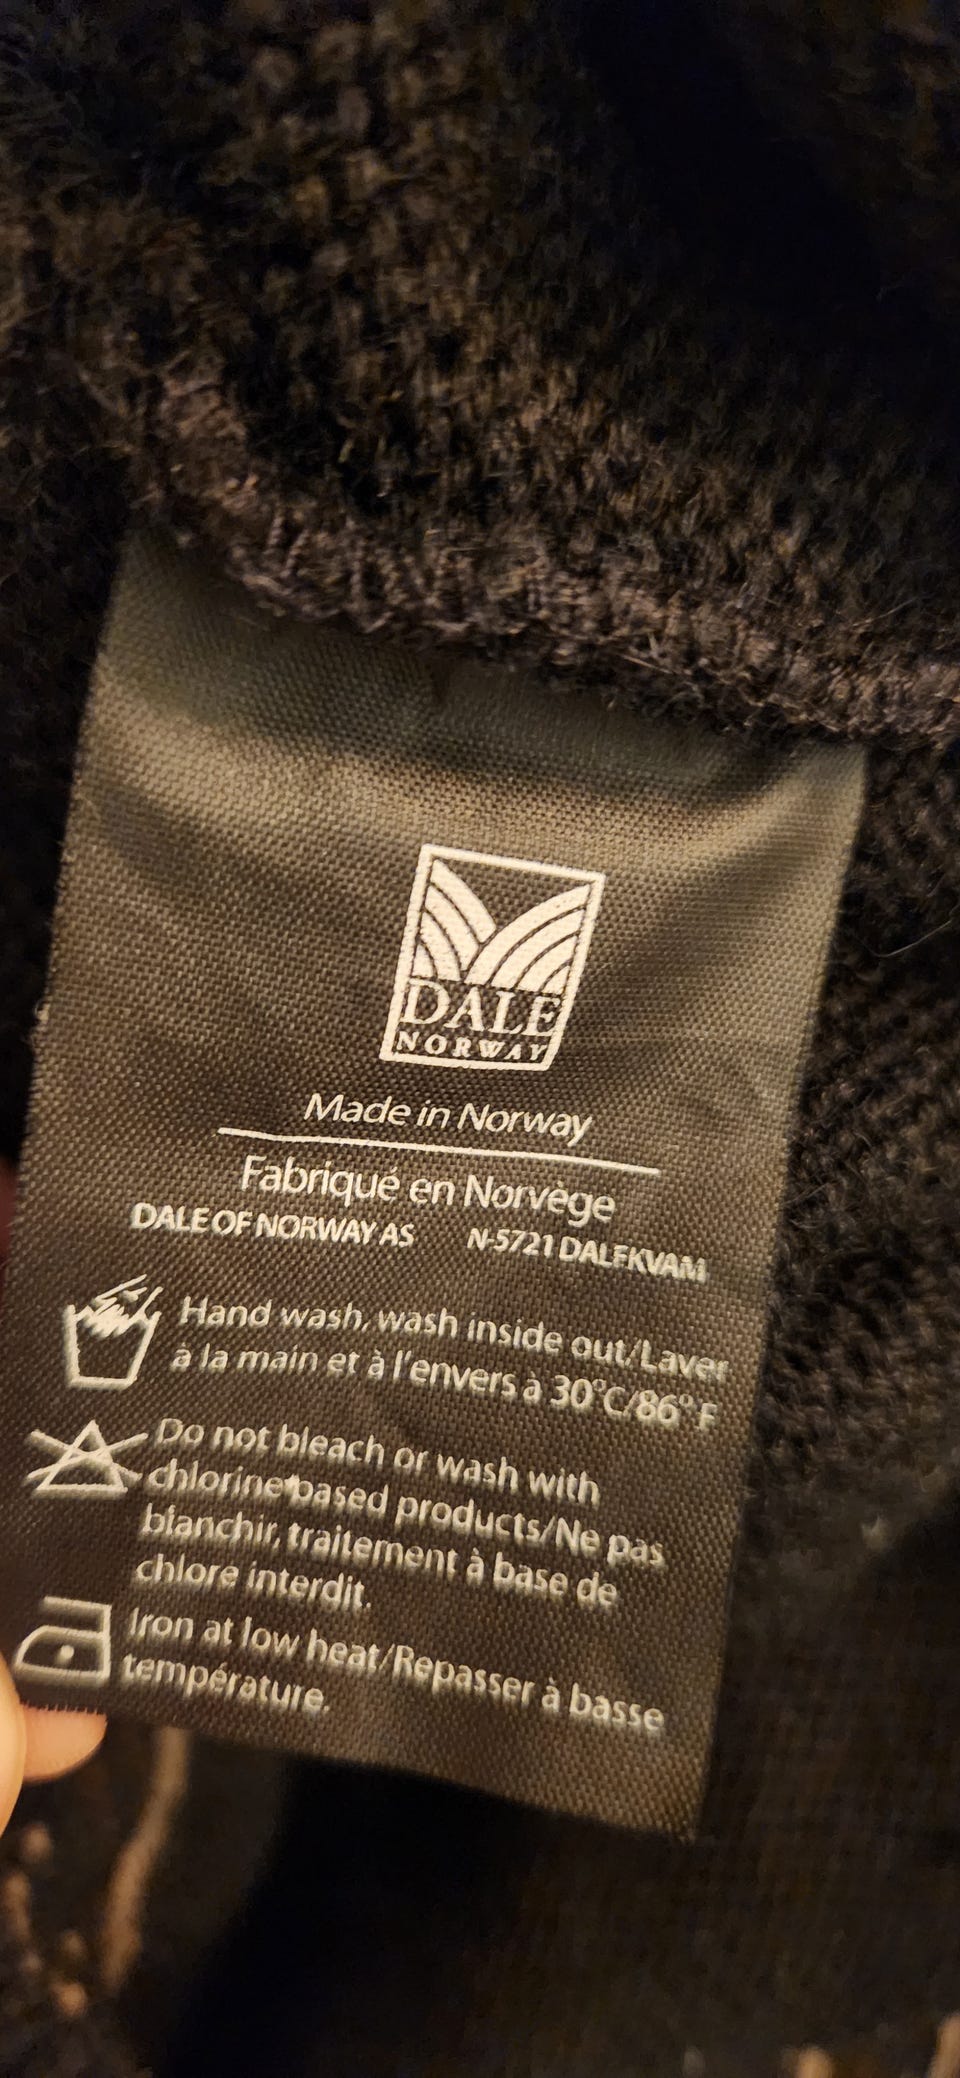 DALE
NORWAY
Made in Norway
Fabriqué en Norvège
DALE OF NORWAY AS N-5721 DALEKVAM
Hand wash, wash inside out/Laver
à la main et à l'envers à 30°C/86°F
Do not bleach or wash with
chlorine based products/Ne pas
blanchir, traitement à base de
chlore interdit.
Iron at low heat/Repasser à basse
température.